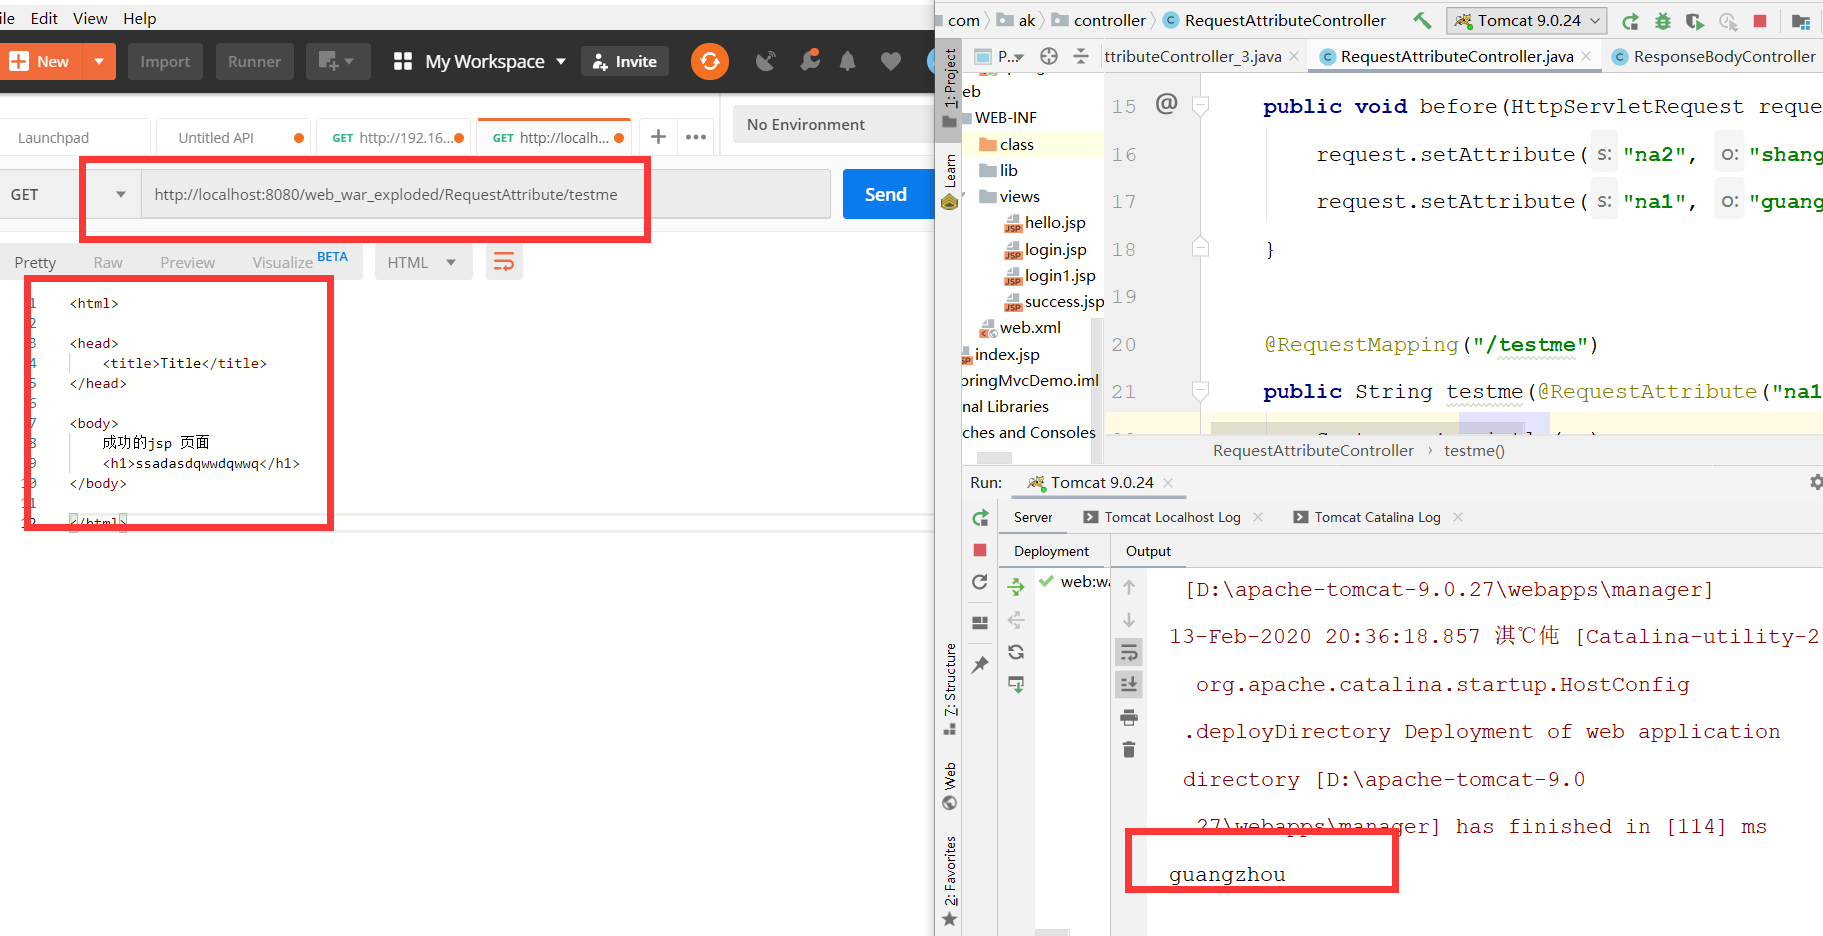 File Edit View Help
New Import Runner My Workspace Invite
Launchpad Untitled API GET http://192.16... GET http://localh... + ••• No Environment
GET http://localhost:8080/web_war_exploded/RequestAttribute/testme Send
Pretty Raw Preview Visualize BETA HTML
1 <html>
2
3 <head>
4 <title>Title</title>
5 </head>
6
7 <body>
8 成功的jsp 页面
9 <h1>ssadasdqwwdqwwq</h1>
10 </body>
11
12 </html>
com ak controller RequestAttributeController Tomcat 9.0.24
1: Project
Learn
7: Structure
Web
2: Favorites
P... ttributeController_3.java RequestAttributeController.java ResponseBodyController
eb
WEB-INF
class
lib
views
hello.jsp
login.jsp
login1.jsp
success.jsp
web.xml
index.jsp
pringMvcDemo.iml
nal Libraries
ches and Consoles
15 @ public void before(HttpServletRequest reque
16 request.setAttribute( s: "na2", o: "shang
17 request.setAttribute( s: "na1", o: "guang
18 }
19
20 @RequestMapping("/testme")
21 public String testme(@RequestAttribute("na1
RequestAttributeController › testme()
Run: Tomcat 9.0.24
Server Tomcat Localhost Log Tomcat Catalina Log
Deployment Output
web:wa
[D:\apache-tomcat-9.0.27\webapps\manager]
13-Feb-2020 20:36:18.857 淇℃伅 [Catalina-utility-2
org.apache.catalina.startup.HostConfig
.deployDirectory Deployment of web application
directory [D:\apache-tomcat-9.0
.27\webapps\manager] has finished in [114] ms
guangzhou